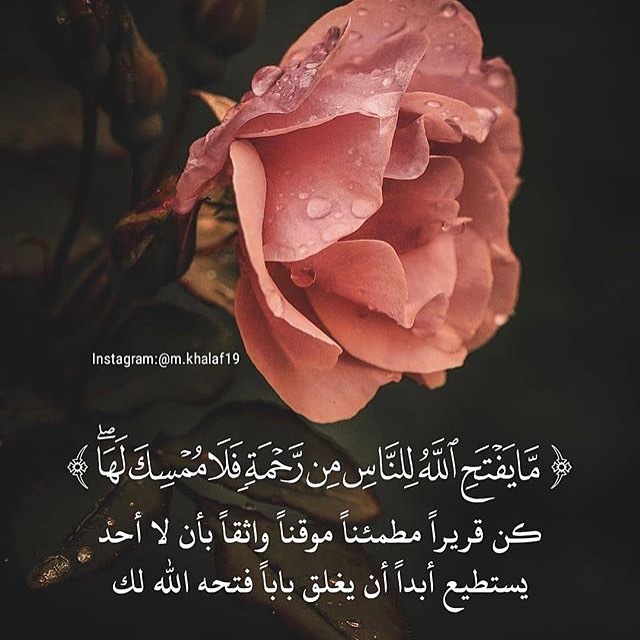 Instagram:@m.khalaf19
﴿ مَّا يَفْتَحِ ٱللَّهُ لِلنَّاسِ مِن رَّحْمَةٍ فَلَا مُمْسِكَ لَهَا ۖ ﴾
كن قريراً مطمئناً موقناً واثقاً بأن لا أحد
يستطيع أبداً أن يغلق باباً فتحه الله لك